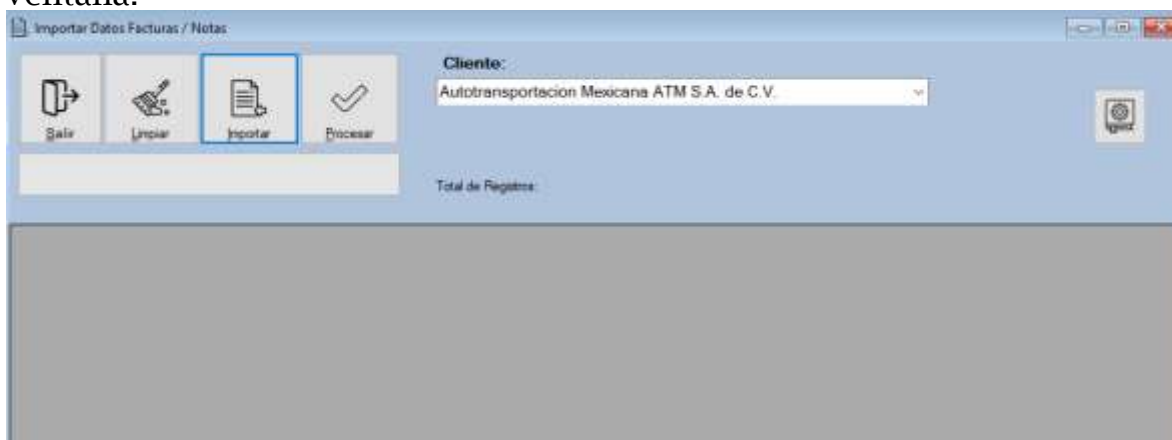 ventana:
Importar Datos Facturas / Notas
Cliente:
Autotransportacion Mexicana ATM S.A. de C.V.
Salir
Limpiar
Importar
Procesar
Total de Registros: